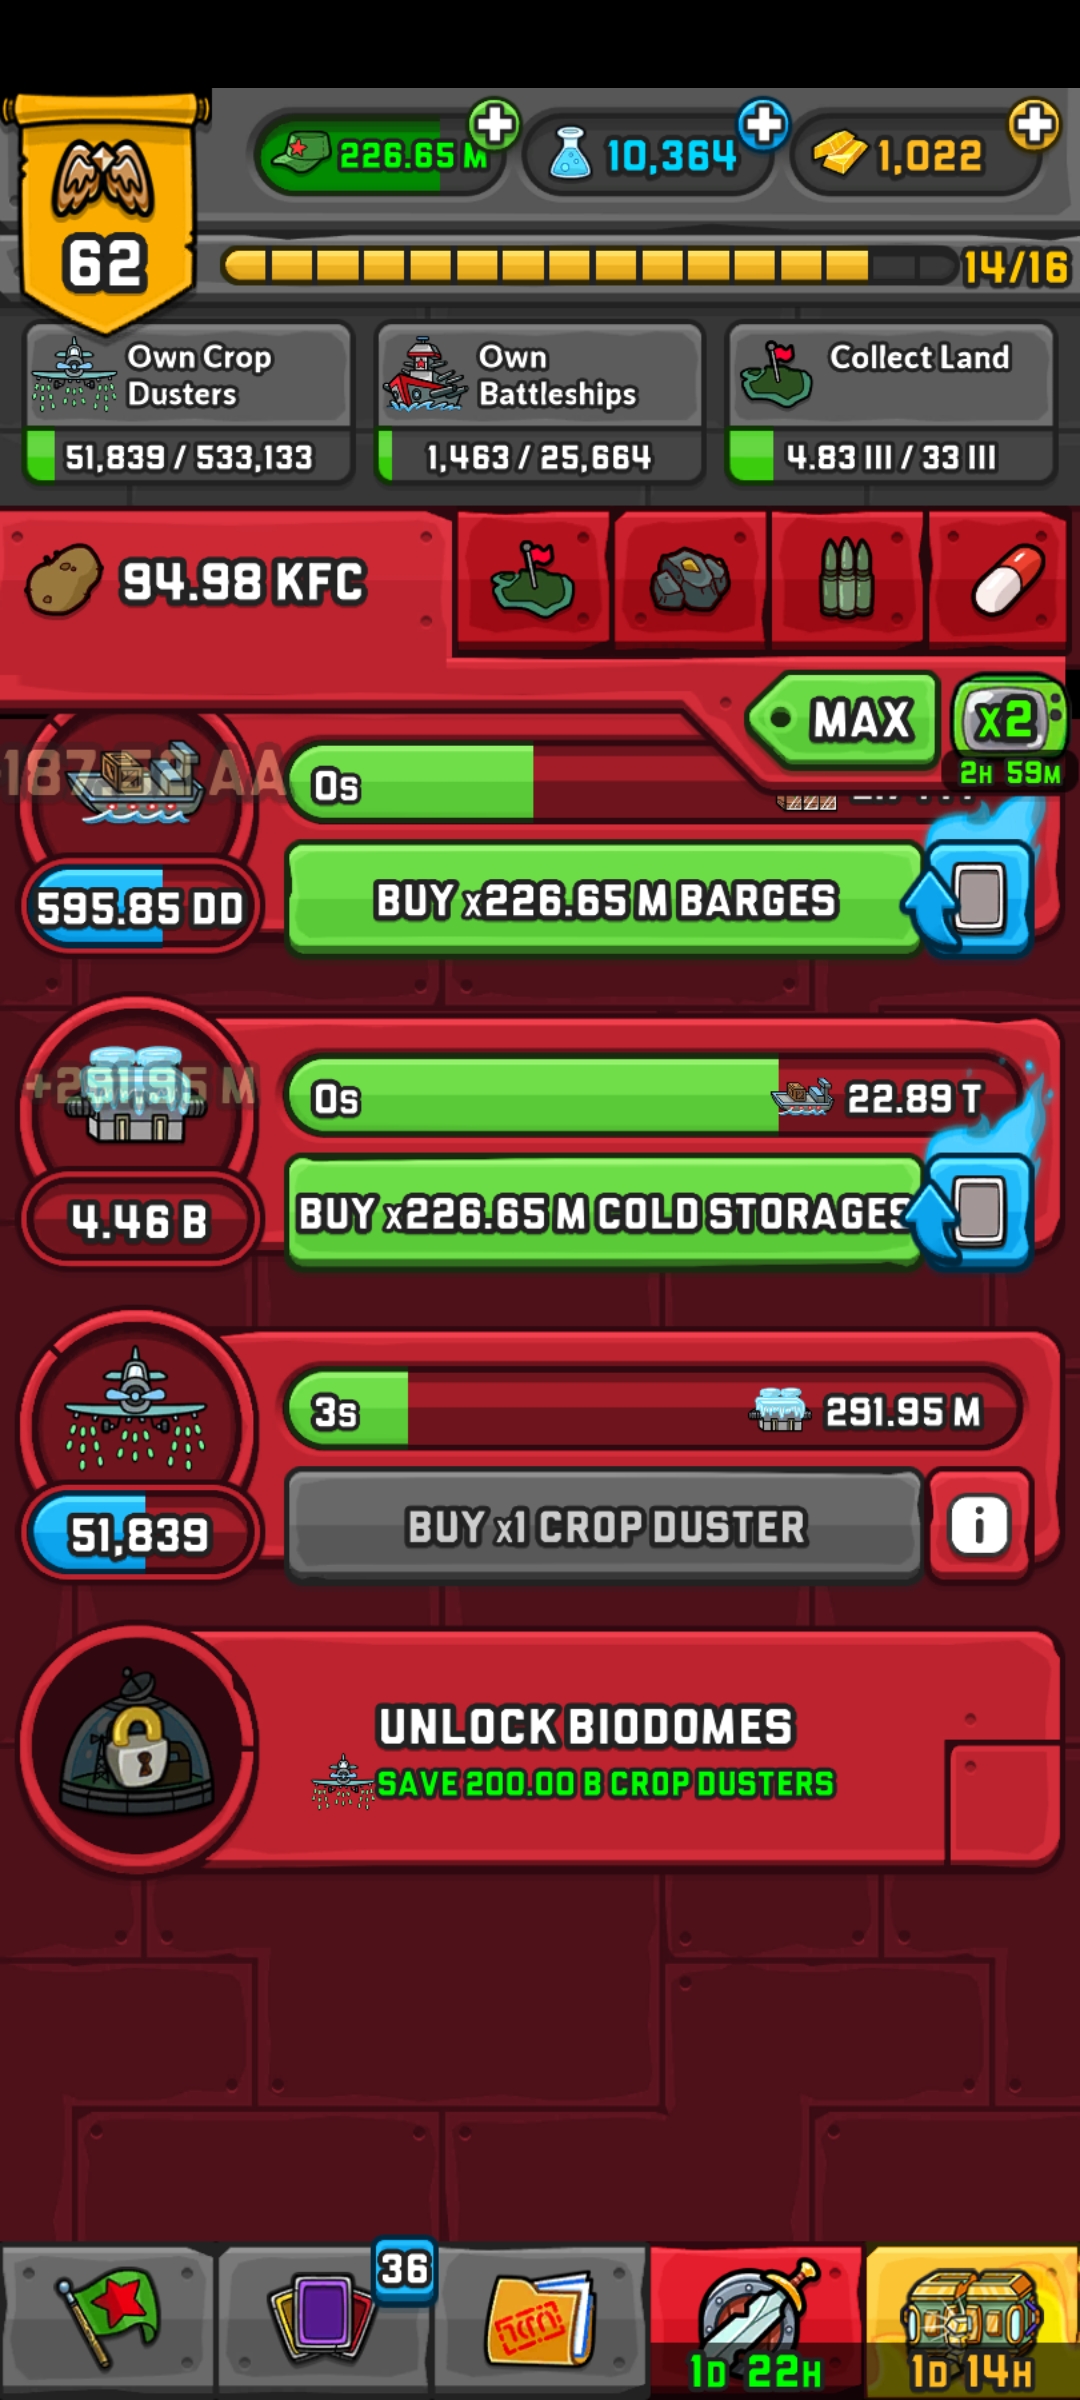 226.65 M
10,364
1,022
62
14/16
Own Crop
Dusters
51,839 / 533,133
Own
Battleships
1,463 / 25,664
Collect Land
4.83 III / 33 III
94.98 KFC
MAX
x2
2H 59M
0s
595.85 DD
BUY x226.65 M BARGES
+291.95 M
0s
22.89 T
4.46 B
BUY x226.65 M COLD STORAGES
3s
291.95 M
51,839
BUY x1 CROP DUSTER
i
UNLOCK BIODOMES
SAVE 200.00 B CROP DUSTERS
36
1D 22H
1D 14H